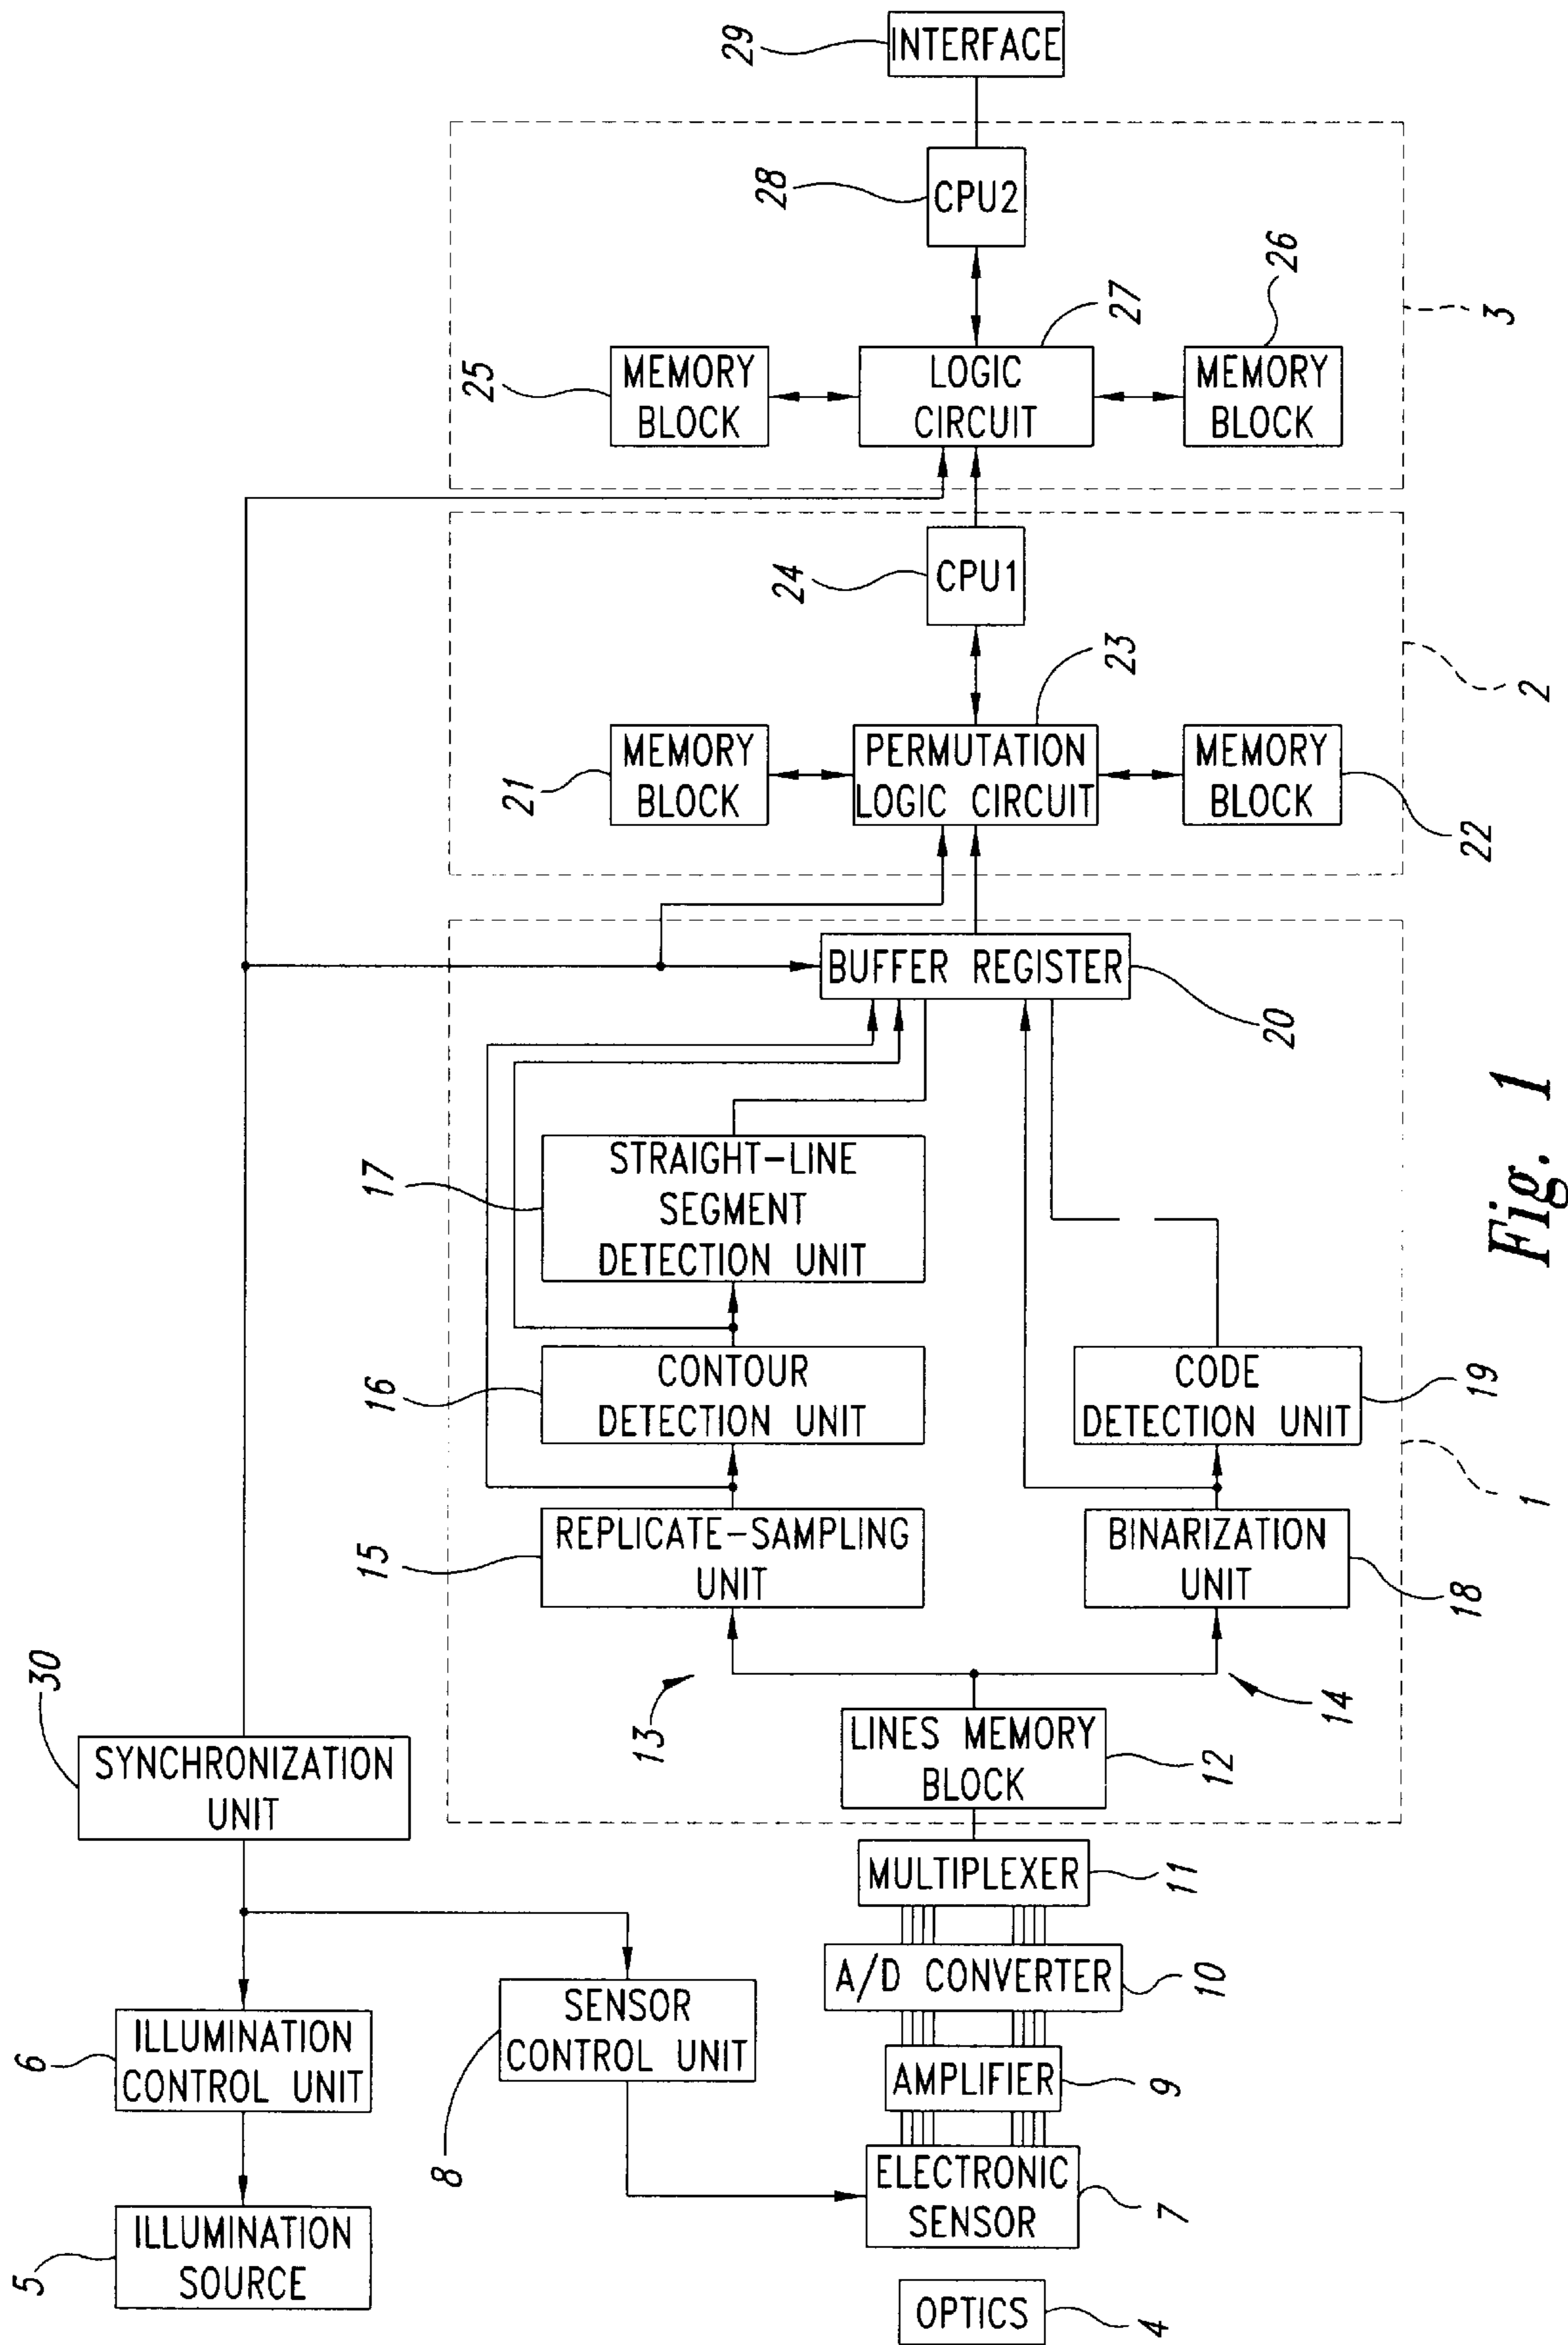 29
INTERFACE
28
CPU2
26
27
3
25
MEMORY
BLOCK
LOGIC
CIRCUIT
MEMORY
BLOCK
24
CPU1
23
2
21
MEMORY
BLOCK
PERMUTATION
LOGIC CIRCUIT
MEMORY
BLOCK
22
BUFFER REGISTER
20
17
STRAIGHT-LINE
SEGMENT
DETECTION UNIT
16
CONTOUR
DETECTION UNIT
CODE
DETECTION UNIT
19
15
REPLICATE-SAMPLING
UNIT
BINARIZATION
UNIT
18
1
30
SYNCHRONIZATION
UNIT
13
14
LINES MEMORY
BLOCK
12
MULTIPLEXER
11
A/D CONVERTER
10
6
ILLUMINATION
CONTROL UNIT
SENSOR
CONTROL UNIT
8
AMPLIFIER
9
5
ILLUMINATION
SOURCE
ELECTRONIC
SENSOR
7
OPTICS
4
Fig. 1